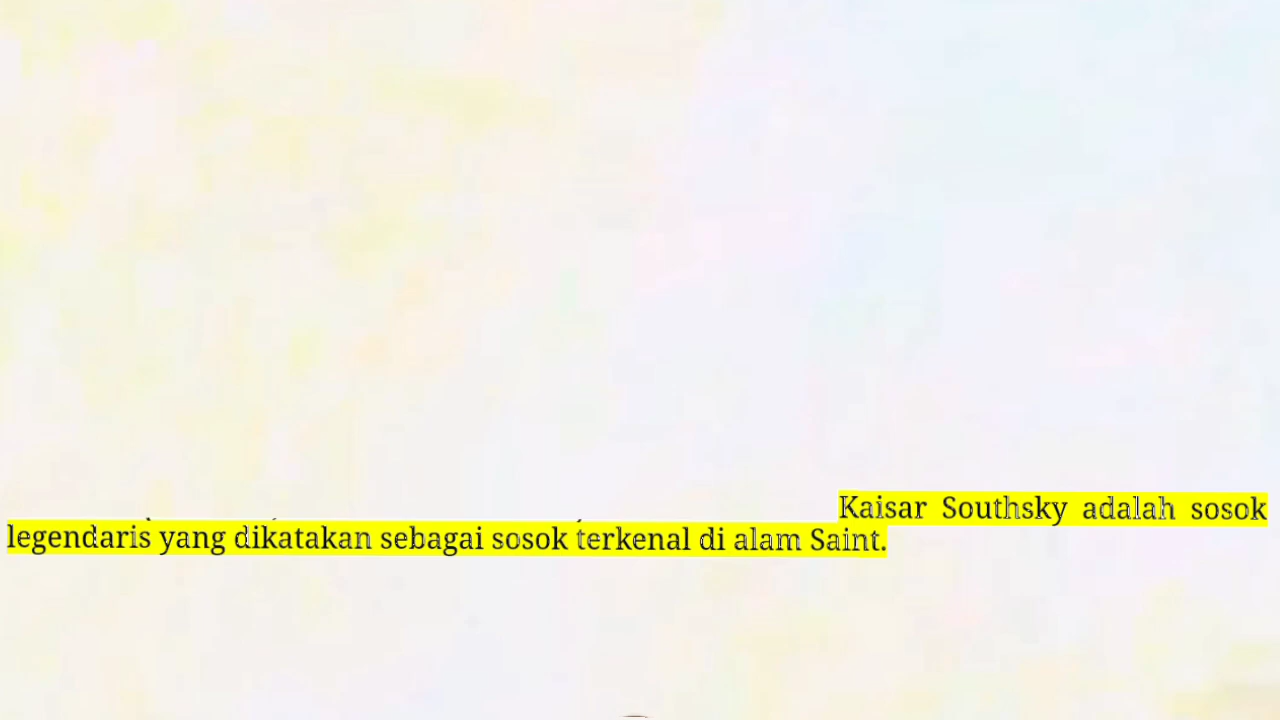 Kaisar Southsky adalah sosok
legendaris yang dikatakan sebagai sosok terkenal di alam Saint.